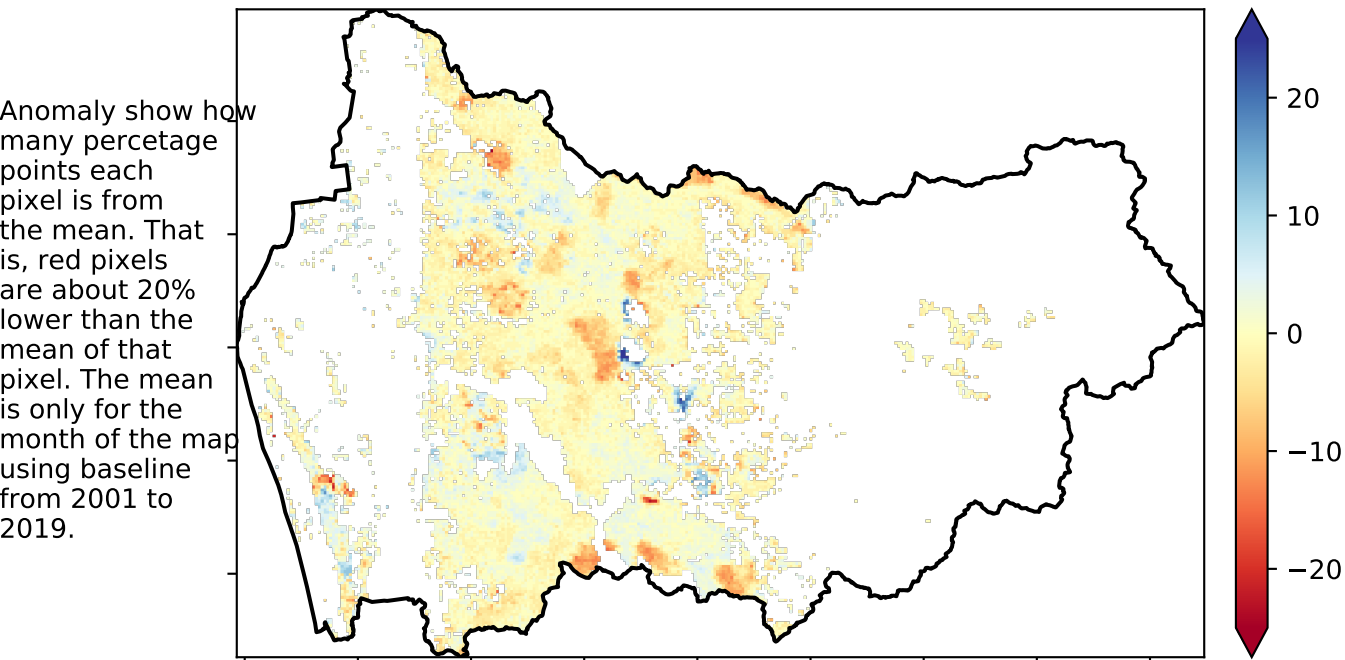 Anomaly show how
many percetage
points each
pixel is from
the mean. That
is, red pixels
are about 20%
lower than the
mean of that
pixel. The mean
is only for the
month of the map
using baseline
from 2001 to
2019.
20
10
0
−10
−20